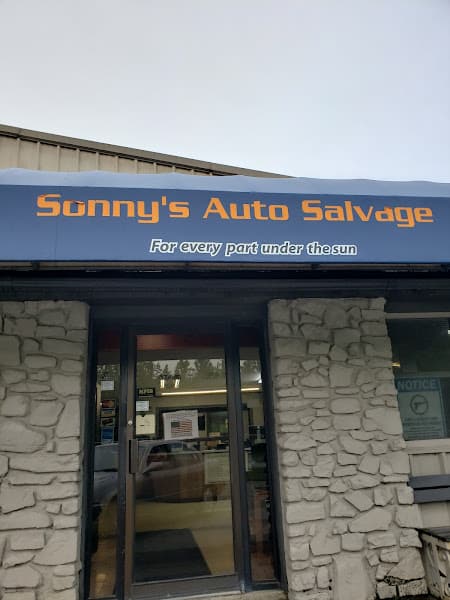 Sonny's Auto Salvage
For every part under the sun
NOTICE